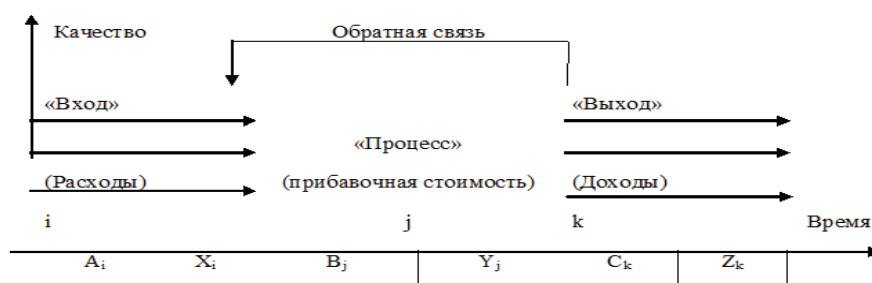 Качество Обратная связь
«Вход» «Выход»
«Процесс»
(Расходы) (прибавочная стоимость) (Доходы)
i j k Время
Ai Xi Bj Yj Ck Zk